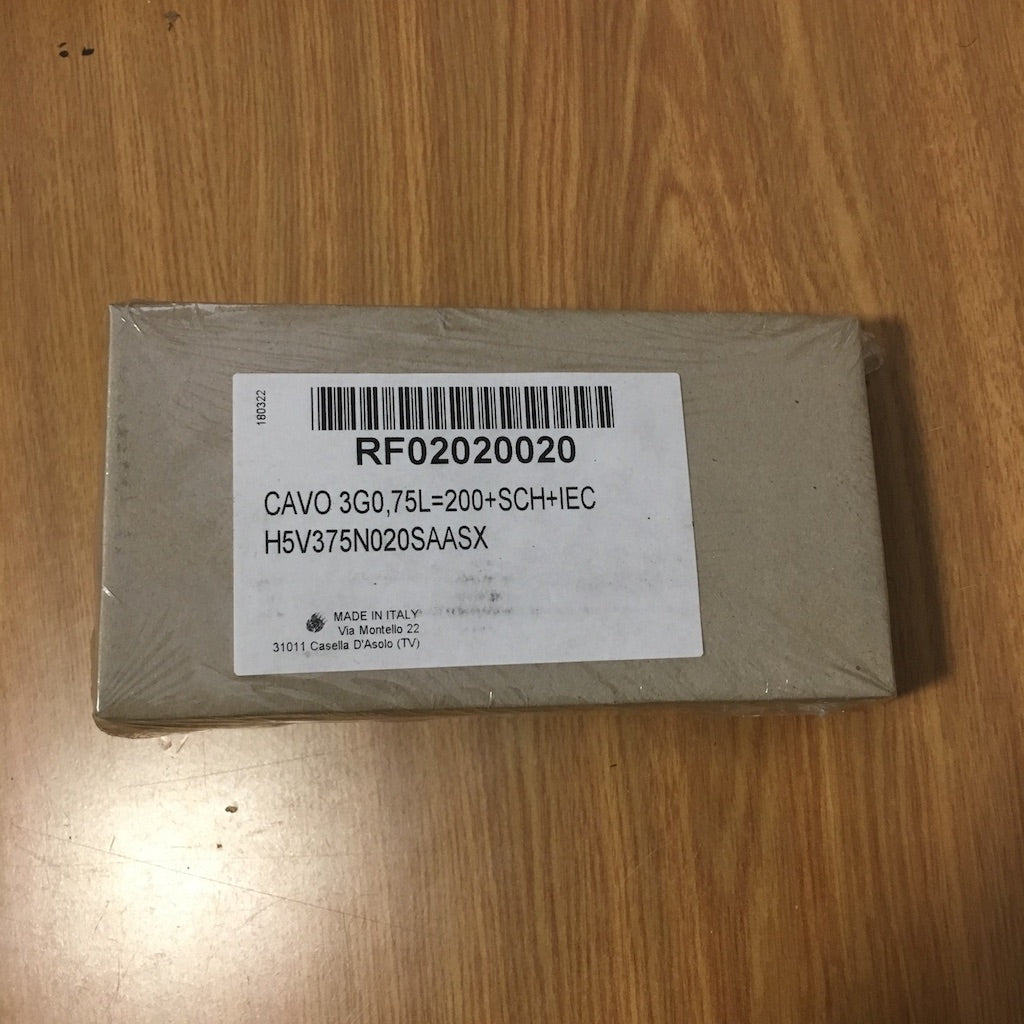 180322
RF02020020
CAVO 3G0,75L=200+SCH+IEC
H5V375N020SAASX
MADE IN ITALY
Via Montello 22
31011 Casella D'Asolo (TV)